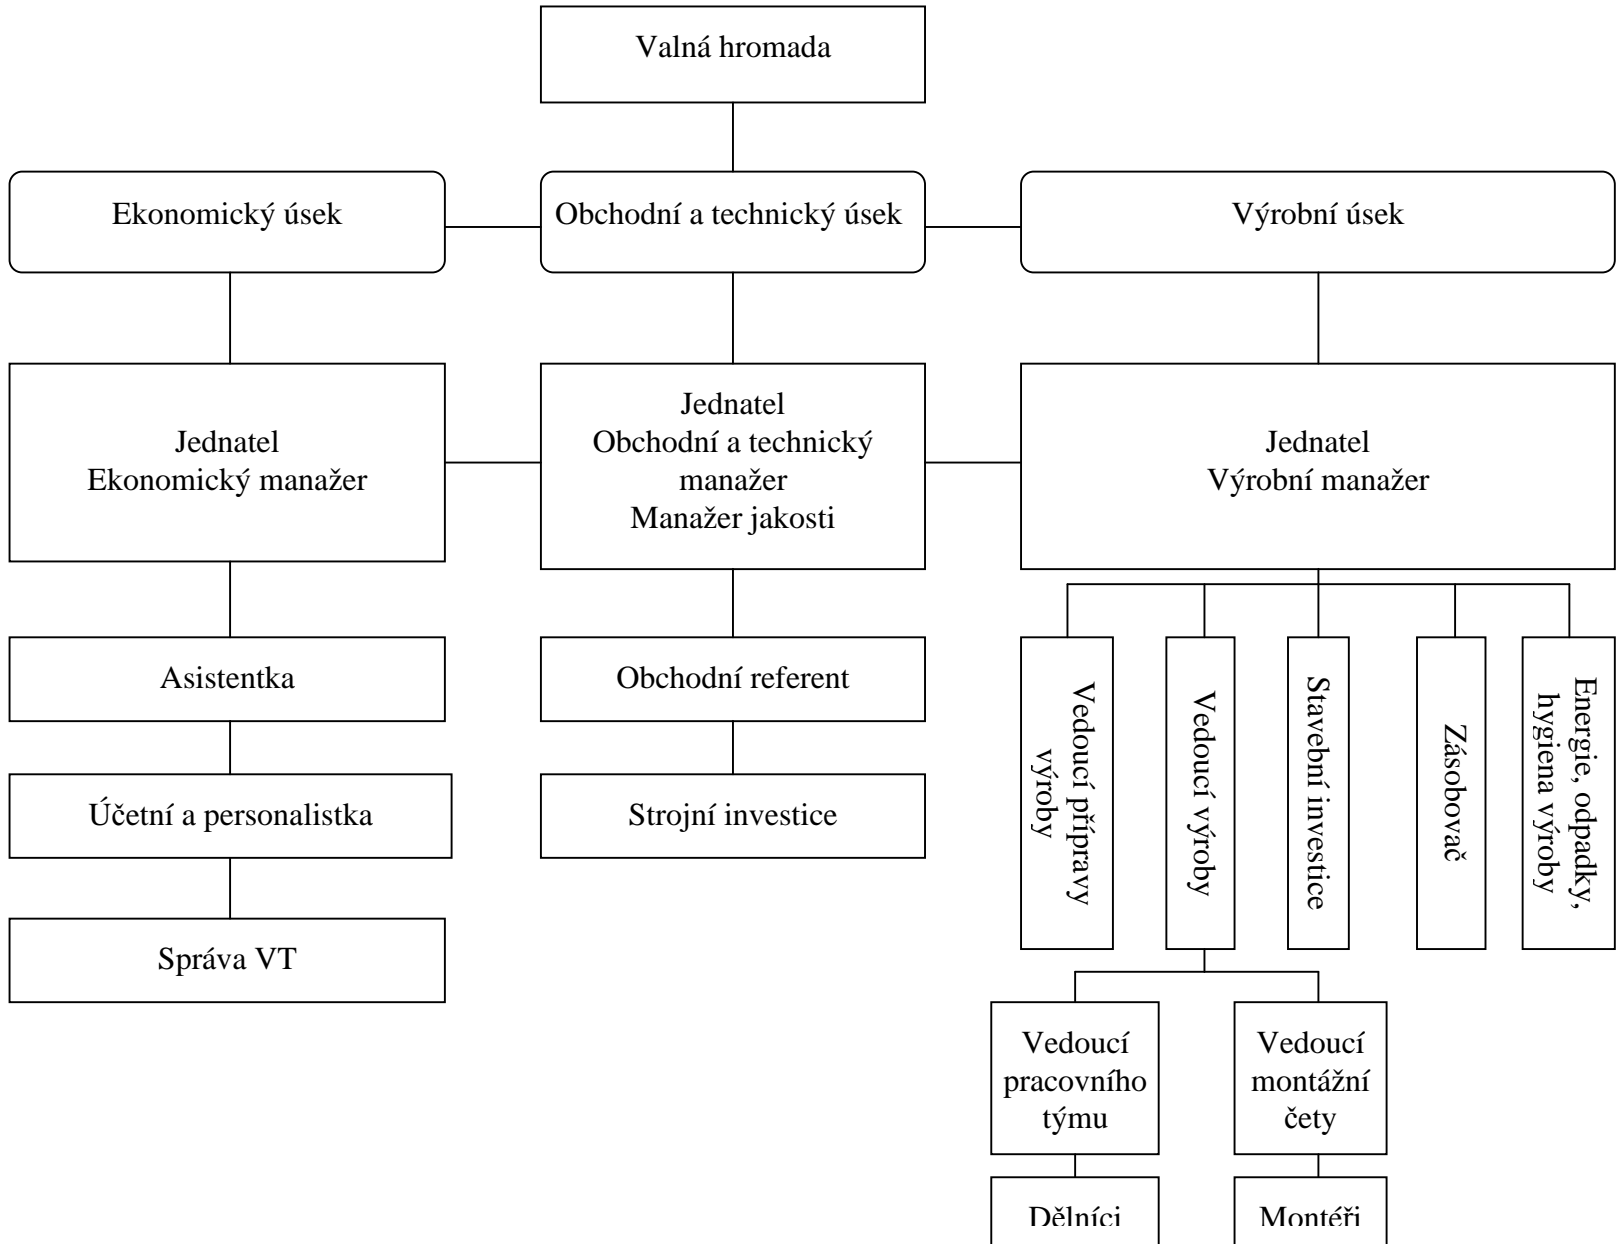 Valná hromada
Ekonomický úsek
Obchodní a technický úsek
Výrobní úsek
Jednatel
Ekonomický manažer
Jednatel
Obchodní a technický
manažer
Manažer jakosti
Jednatel
Výrobní manažer
Asistentka
Obchodní referent
Účetní a personalistka
Strojní investice
Správa VT
Vedoucí přípravy
výroby
Vedoucí výroby
Stavební investice
Zásobovač
Energie, odpadky,
hygiena výroby
Vedoucí
pracovního
týmu
Vedoucí
montážní
čety
Dělníci
Montéři